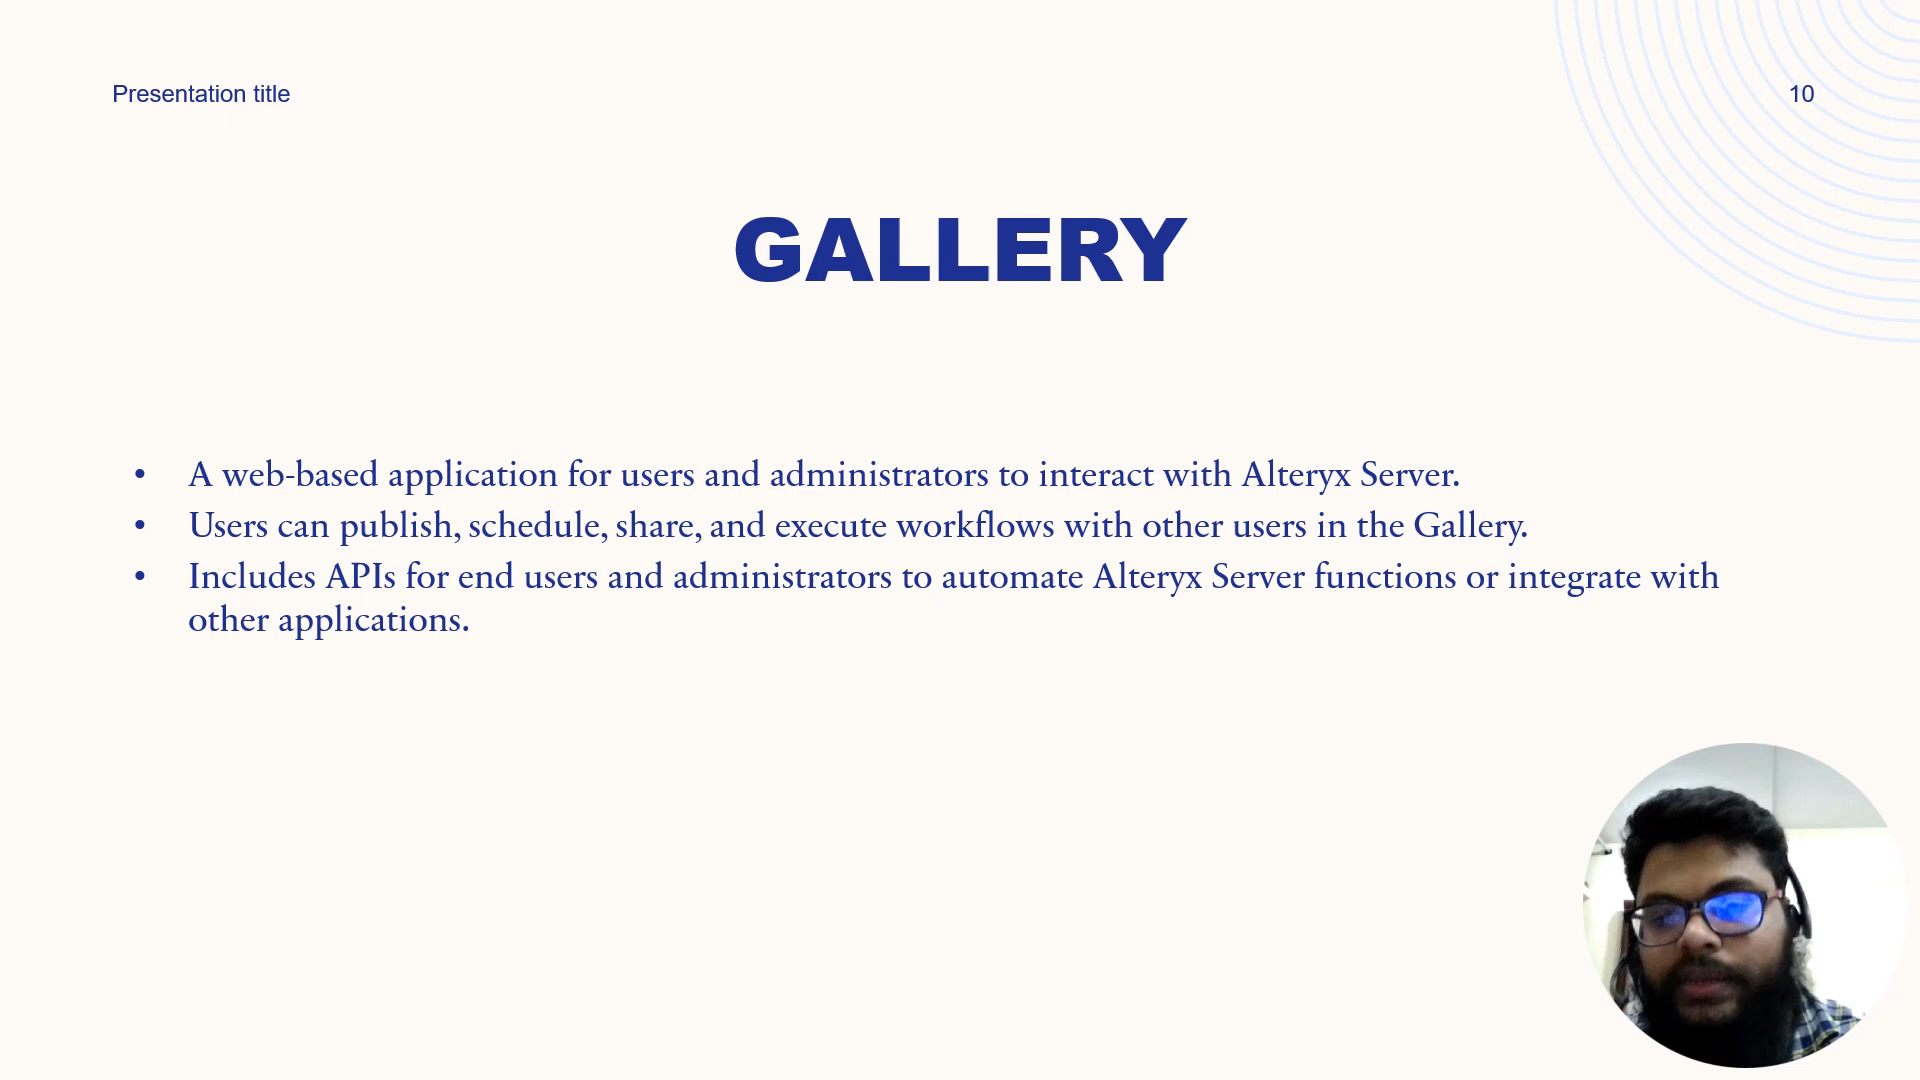 Presentation title
10
GALLERY
• A web-based application for users and administrators to interact with Alteryx Server.
• Users can publish, schedule, share, and execute workflows with other users in the Gallery.
• Includes APIs for end users and administrators to automate Alteryx Server functions or integrate with
other applications.